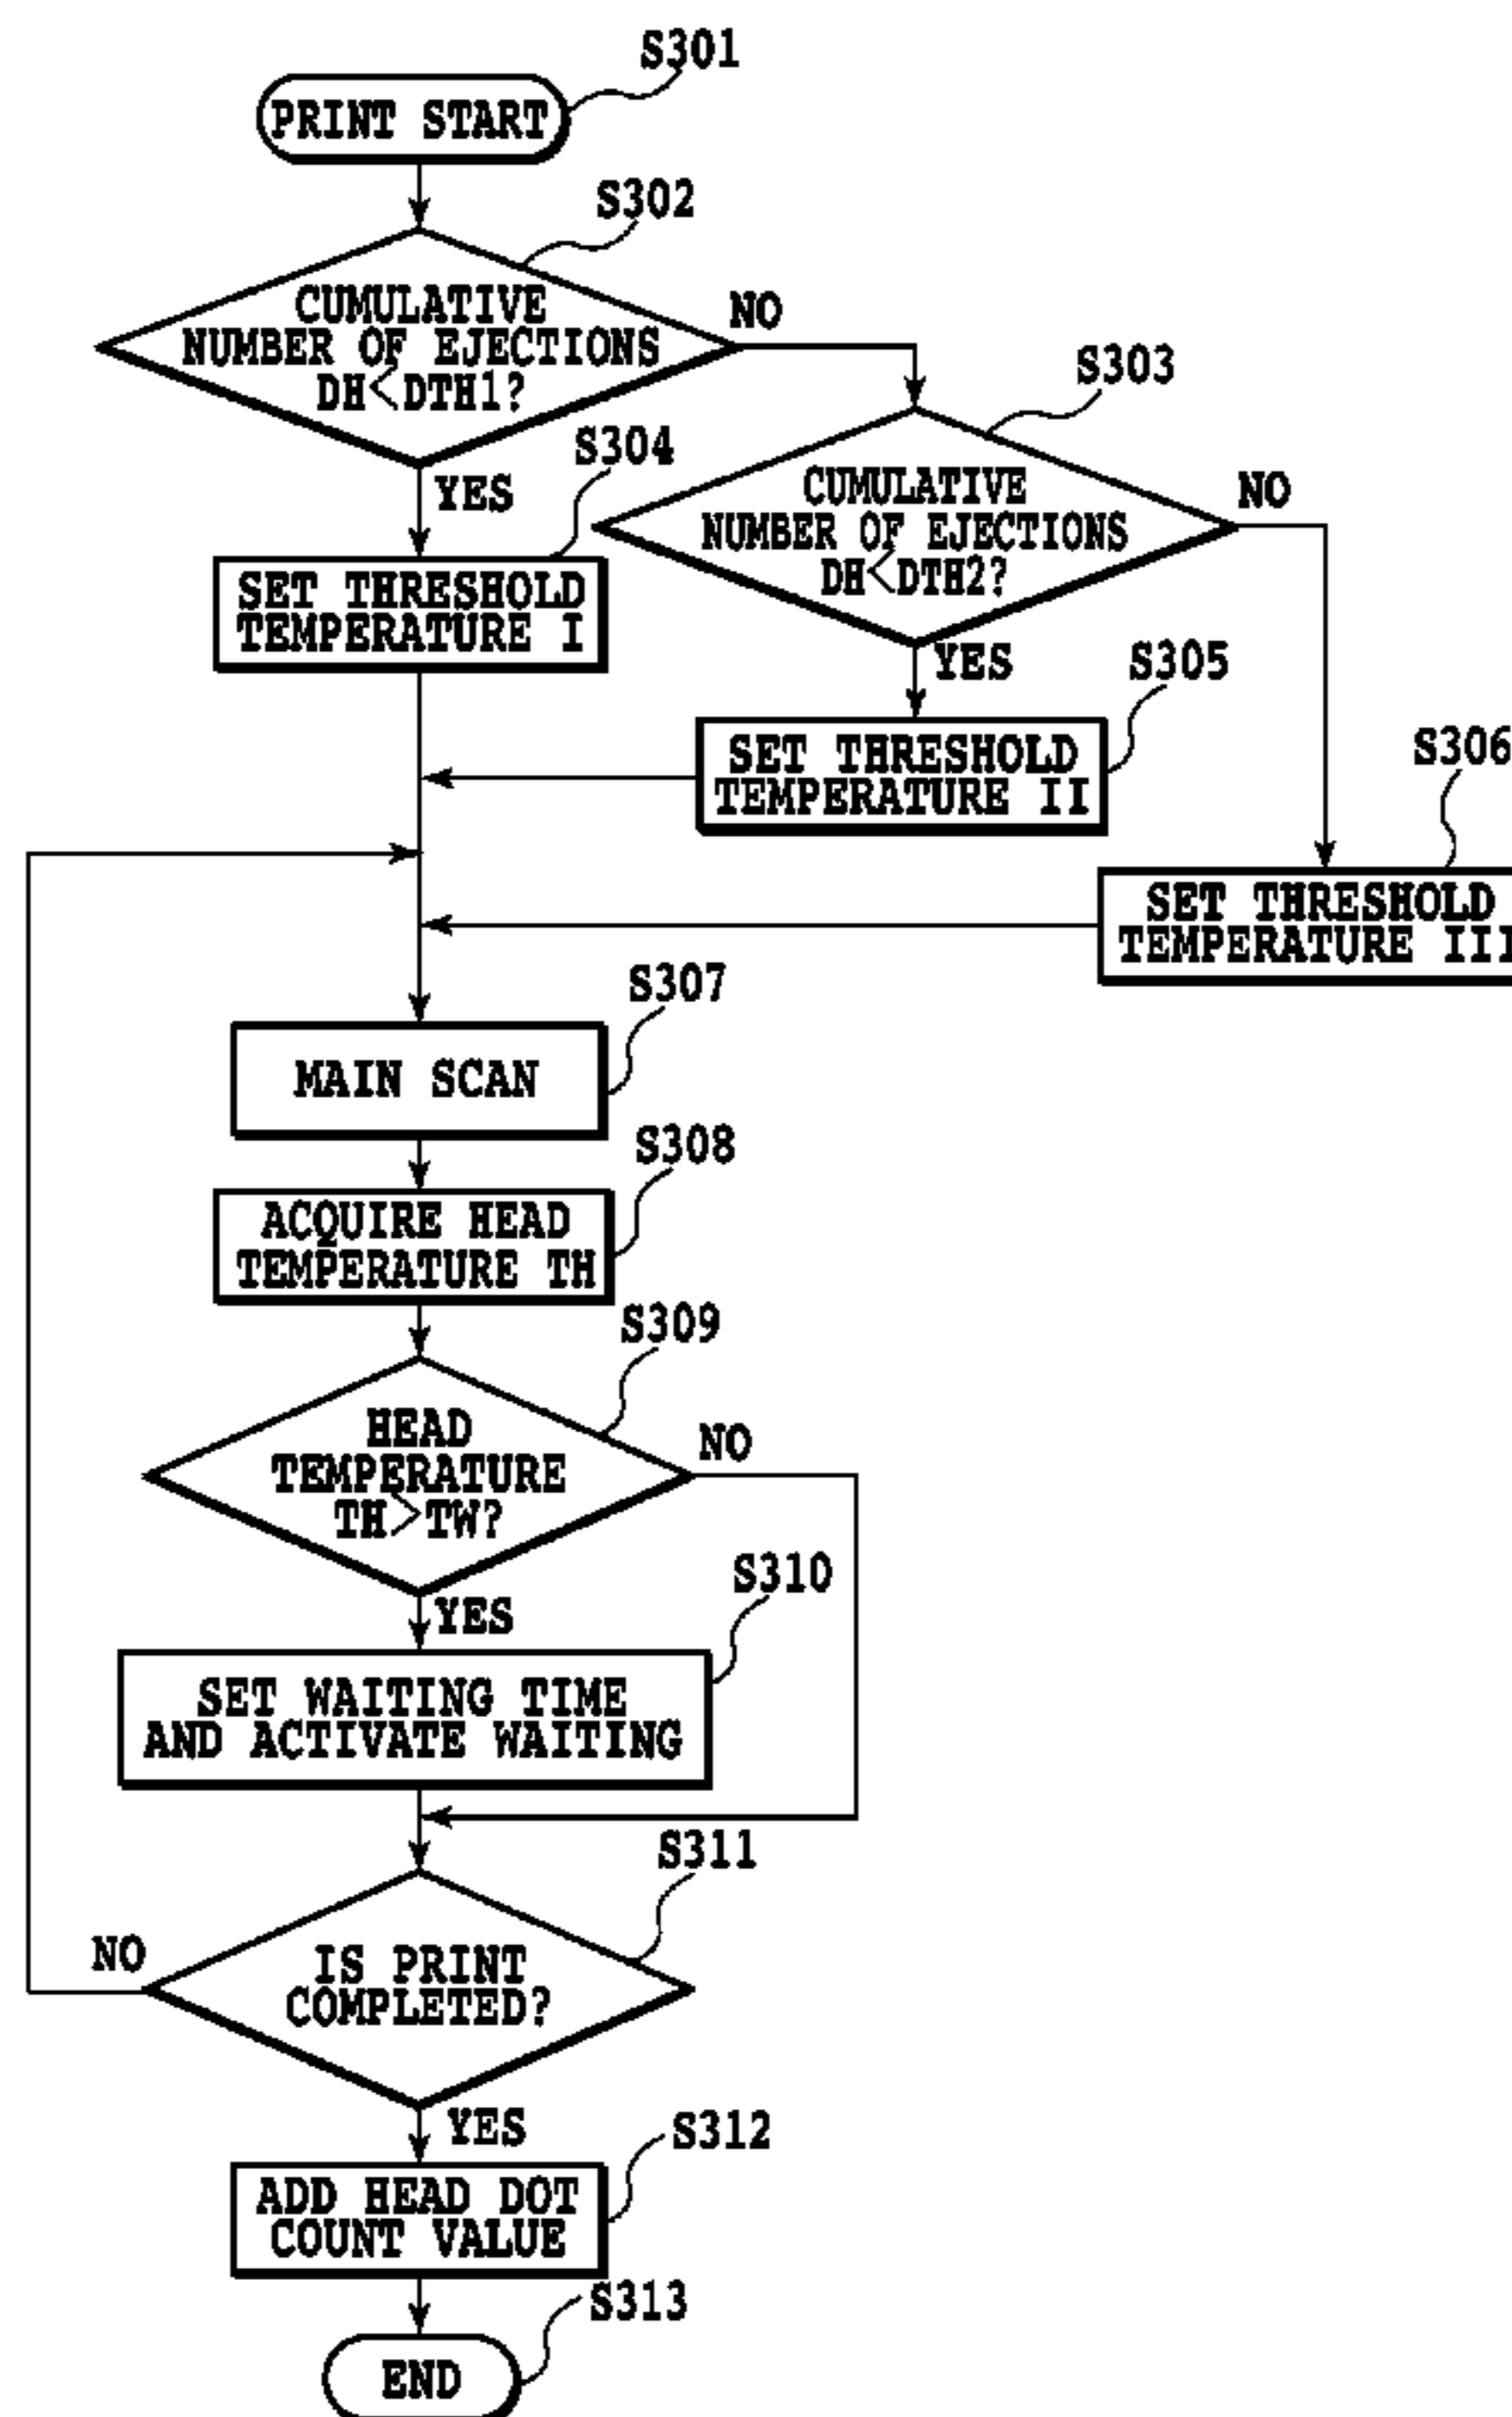 S301
PRINT START
S302
CUMULATIVE
NUMBER OF EJECTIONS
DH<DTH1?
NO
S303
CUMULATIVE
NUMBER OF EJECTIONS
DH<DTH2?
NO
YES
S304
SET THRESHOLD
TEMPERATURE I
YES
S305
SET THRESHOLD
TEMPERATURE II
S306
SET THRESHOLD
TEMPERATURE III
S307
MAIN SCAN
S308
ACQUIRE HEAD
TEMPERATURE TH
S309
HEAD
TEMPERATURE
TH>TW?
NO
YES
S310
SET WAITING TIME
AND ACTIVATE WAITING
S311
IS PRINT
COMPLETED?
NO
YES
S312
ADD HEAD DOT
COUNT VALUE
S313
END